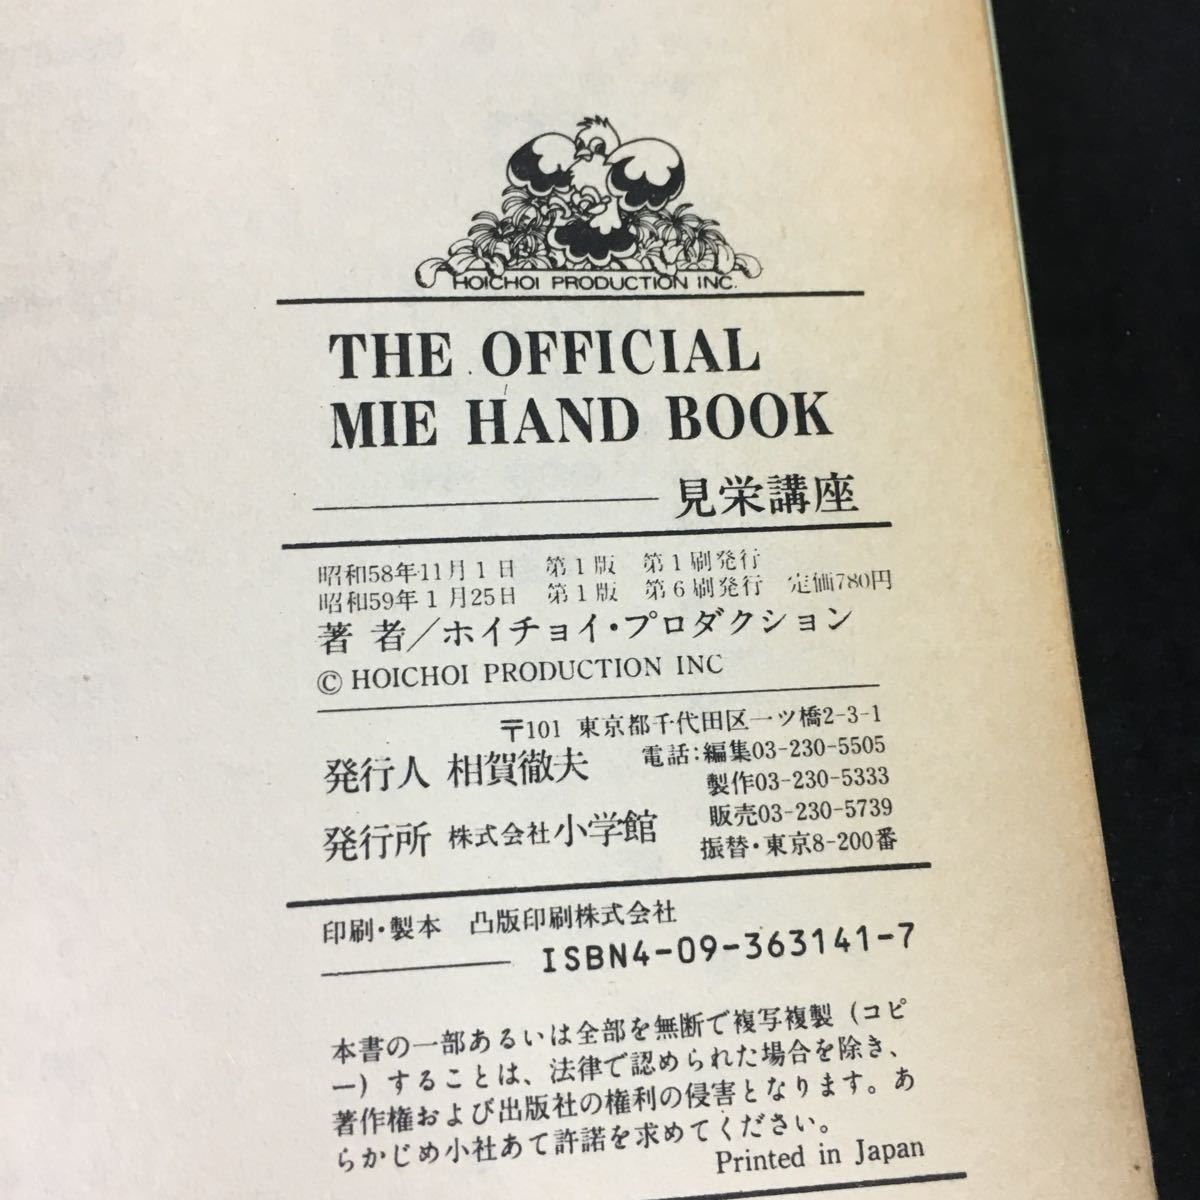 HOICHOI PRODUCTION INC.
THE OFFICIAL
MIE HAND BOOK
見栄講座
昭和58年11月1日 第1版 第1刷発行
昭和59年1月25日 第1版 第6刷発行 定価780円
著者/ホイチョイ・プロダクション
© HOICHOI PRODUCTION INC
〒101 東京都千代田区一ツ橋2-3-1
発行人 相賀徹夫
電話:編集03-230-5505
製作03-230-5333
販売03-230-5739
発行所 株式会社小学館
振替・東京8-200番
印刷・製本 凸版印刷株式会社
ISBN4-09-363141-7
本書の一部あるいは全部を無断で複写複製(コピ
ー)することは、法律で認められた場合を除き、
著作権および出版社の権利の侵害となります。あ
らかじめ小社あて許諾を求めてください。
Printed in Japan